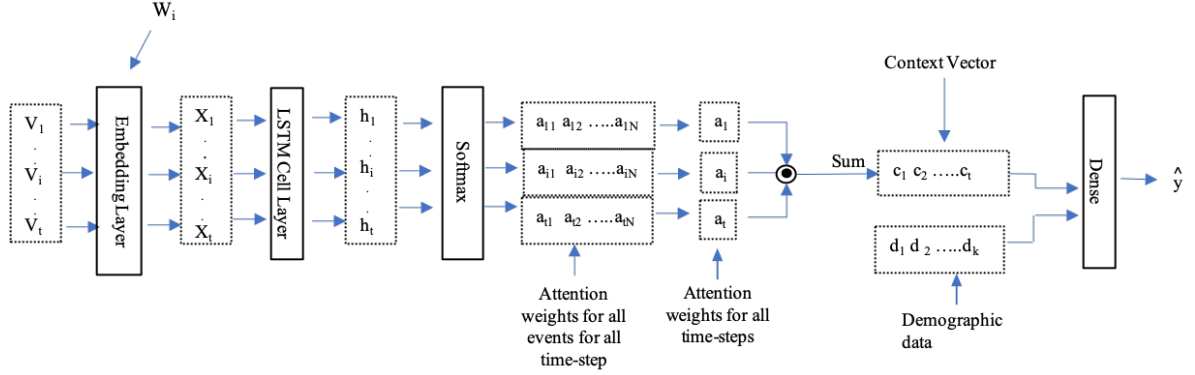 W_i
V_1
.
.
V_i
.
.
V_t
Embedding Layer
X_1
.
.
X_i
.
.
X_t
LSTM Cell Layer
h_1
.
.
h_i
.
.
h_t
Softmax
a_11 a_12 .....a_1N
a_i1 a_i2 .....a_iN
a_t1 a_t2 .....a_tN
Attention
weights for all
events for all
time-step
a_1
a_i
a_t
Attention
weights for all
time-steps
Sum
Context Vector
c_1 c_2 .....c_t
d_1 d_2 .....d_k
Demographic
data
Dense
ŷ